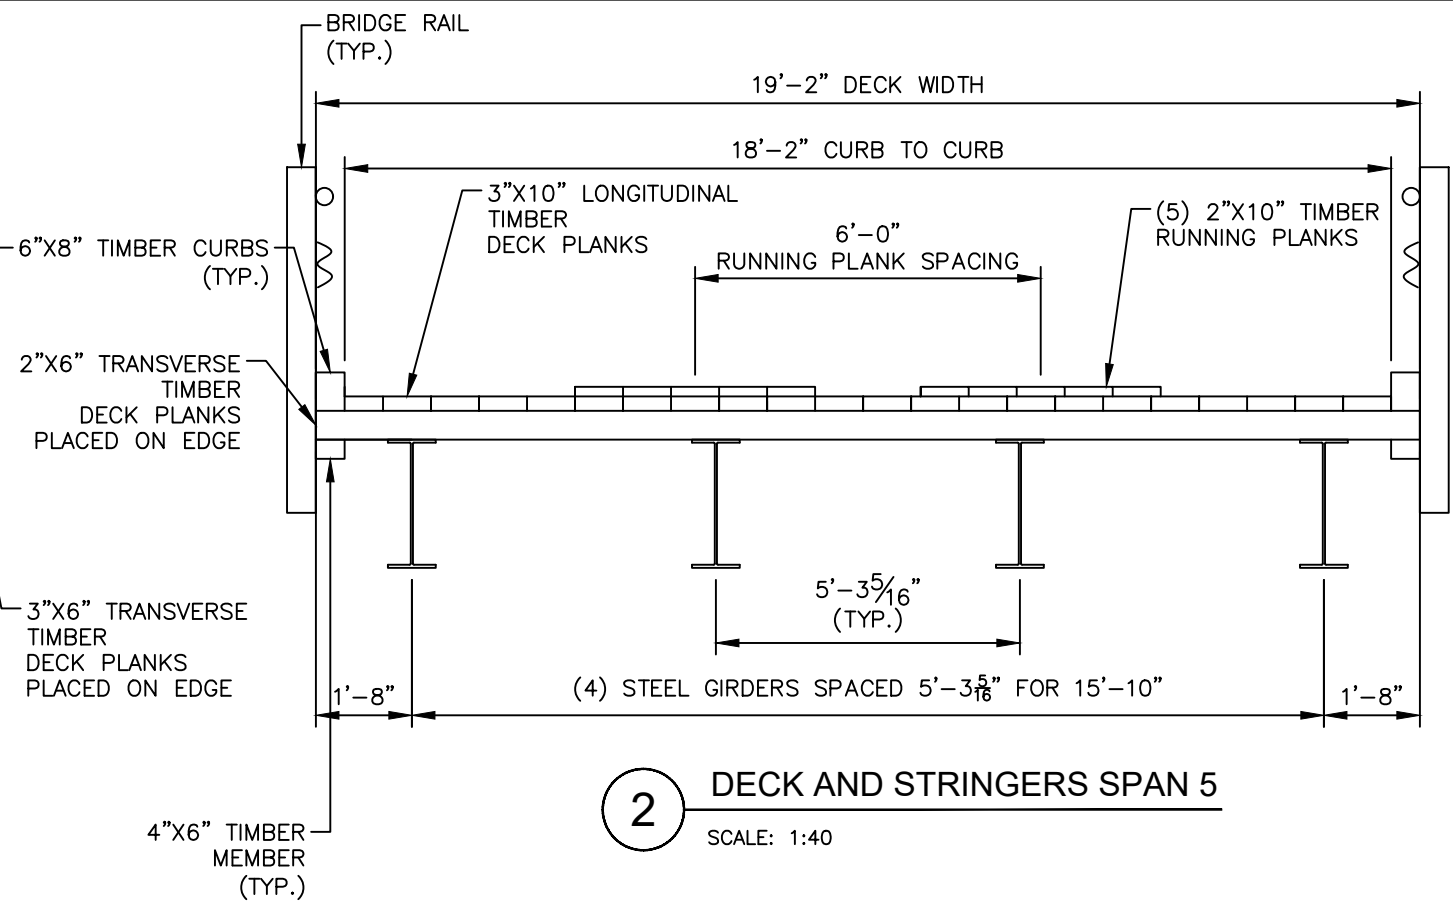 BRIDGE RAIL
(TYP.)
19'-2" DECK WIDTH
18'-2" CURB TO CURB
3"X10" LONGITUDINAL
TIMBER
DECK PLANKS
(5) 2"X10" TIMBER
RUNNING PLANKS
6'-0"
RUNNING PLANK SPACING
6"X8" TIMBER CURBS
(TYP.)
2"X6" TRANSVERSE
TIMBER
DECK PLANKS
PLACED ON EDGE
5'-3 5/16"
(TYP.)
3"X6" TRANSVERSE
TIMBER
DECK PLANKS
PLACED ON EDGE
1'-8"
(4) STEEL GIRDERS SPACED 5'-3 5/16" FOR 15'-10"
1'-8"
2
DECK AND STRINGERS SPAN 5
SCALE: 1:40
4"X6" TIMBER
MEMBER
(TYP.)